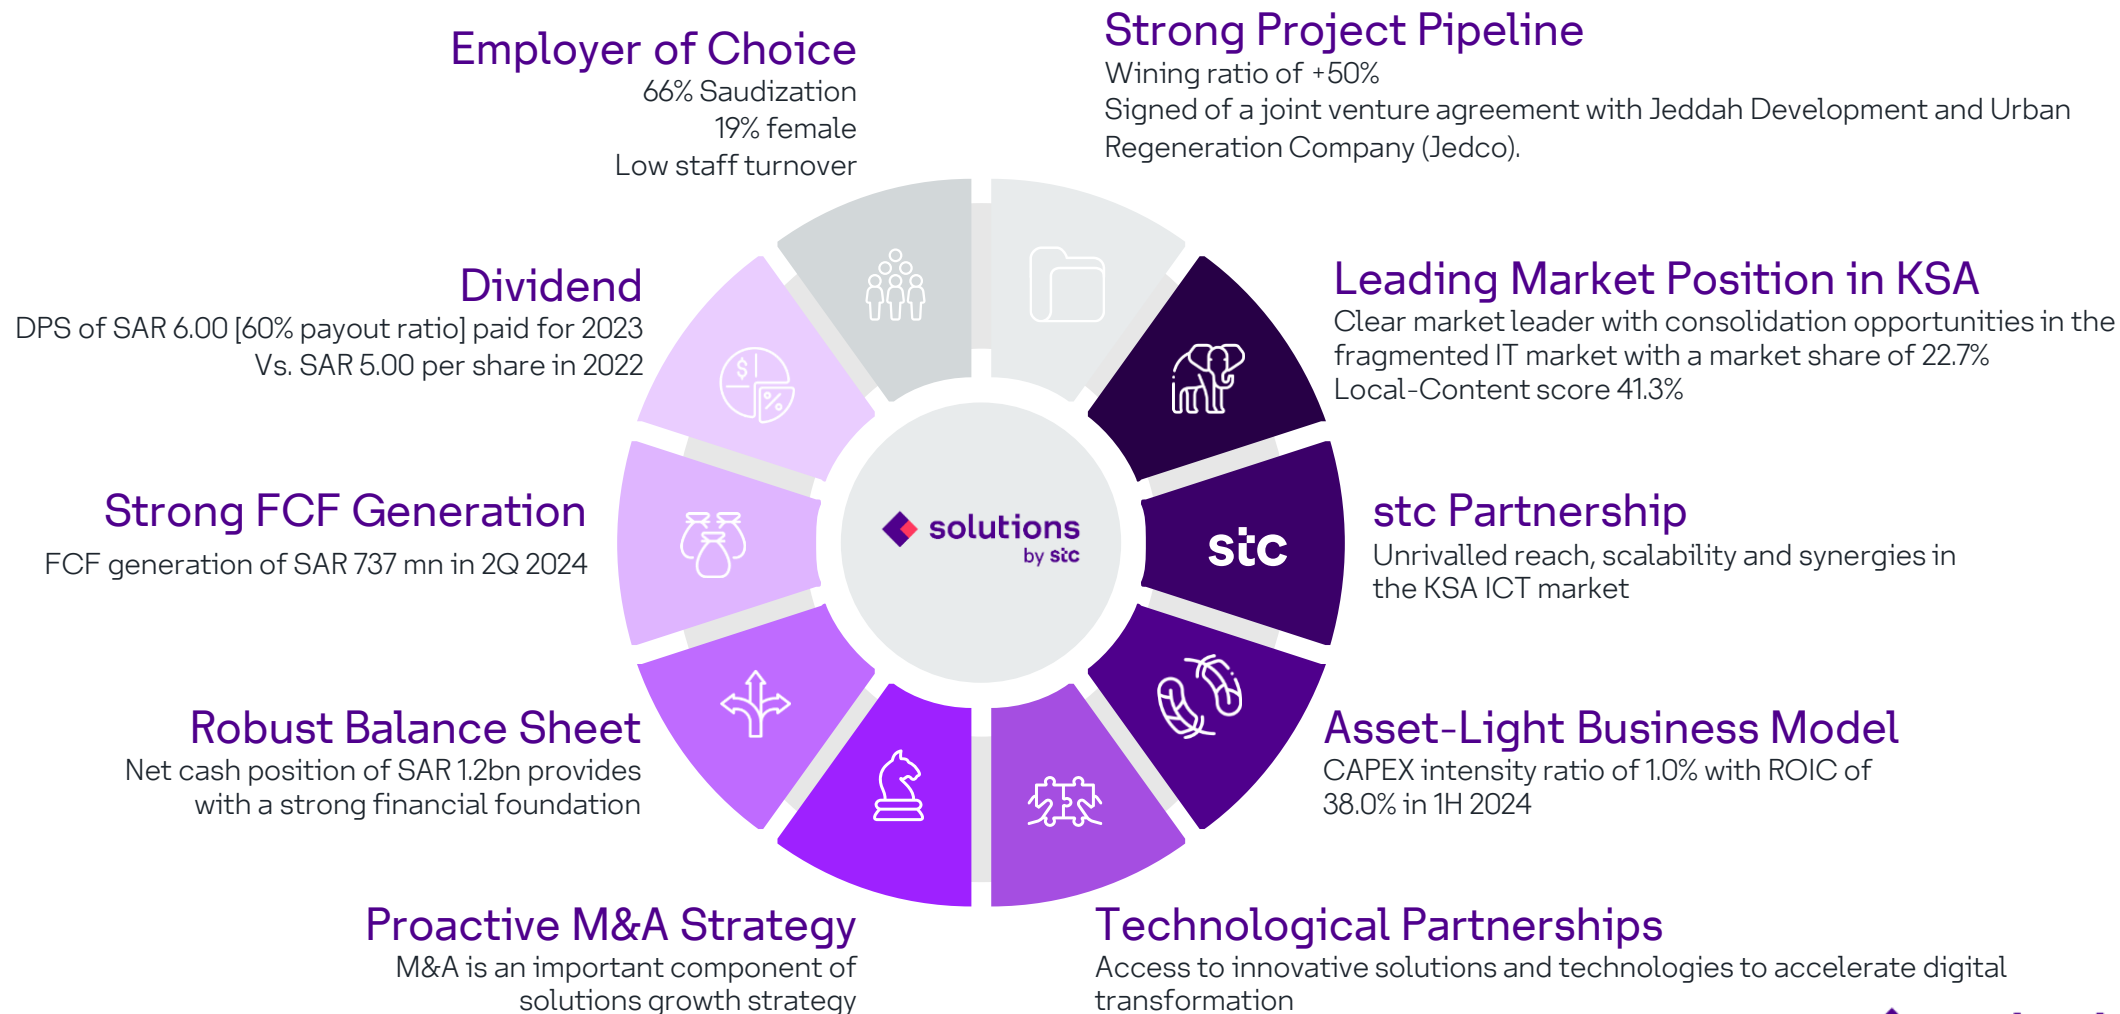 Employer of Choice
66% Saudization
19% female
Low staff turnover
Strong Project Pipeline
Wining ratio of +50%
Signed of a joint venture agreement with Jeddah Development and Urban
Regeneration Company (Jedco).
Dividend
DPS of SAR 6.00 [60% payout ratio] paid for 2023
Vs. SAR 5.00 per share in 2022
$
%
Leading Market Position in KSA
Clear market leader with consolidation opportunities in the
fragmented IT market with a market share of 22.7%
Local-Content score 41.3%
Strong FCF Generation
FCF generation of SAR 737 mn in 2Q 2024
solutions
by stc
stc
stc Partnership
Unrivalled reach, scalability and synergies in
the KSA ICT market
Robust Balance Sheet
Net cash position of SAR 1.2bn provides
with a strong financial foundation
Asset-Light Business Model
CAPEX intensity ratio of 1.0% with ROIC of
38.0% in 1H 2024
Proactive M&A Strategy
M&A is an important component of
solutions growth strategy
Technological Partnerships
Access to innovative solutions and technologies to accelerate digital
transformation